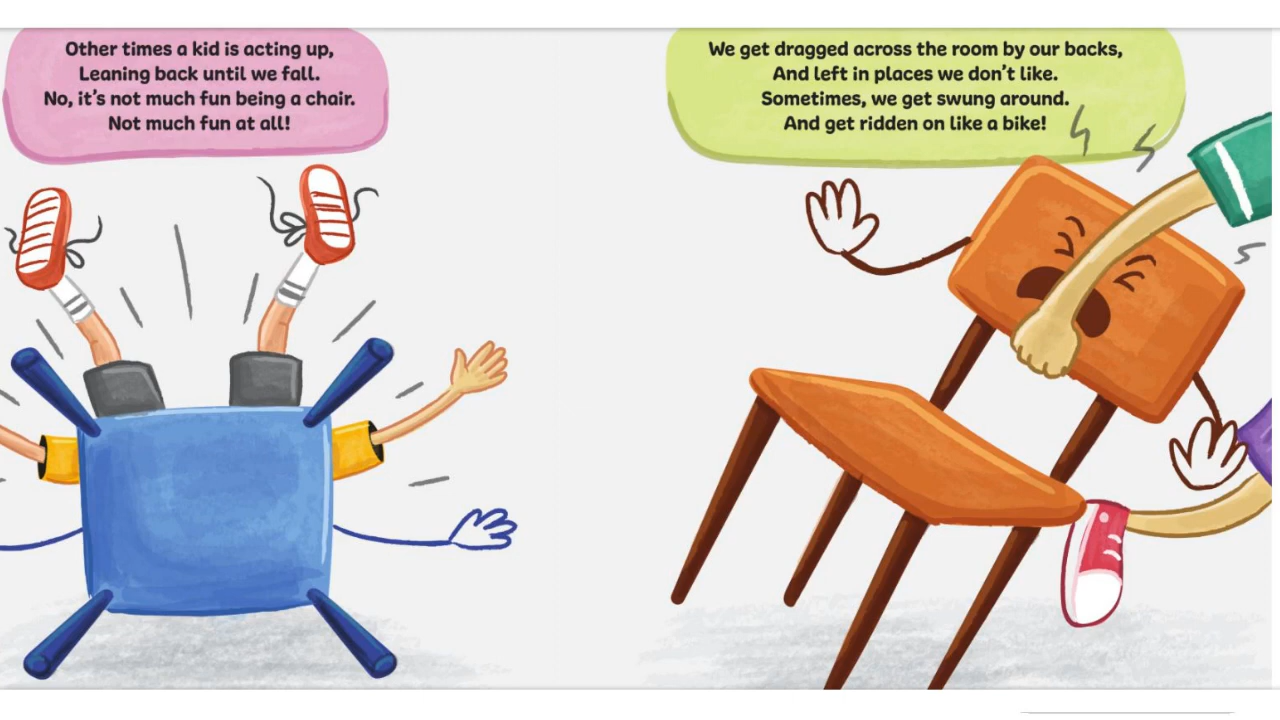 Other times a kid is acting up,
Leaning back until we fall.
No, it's not much fun being a chair.
Not much fun at all!
We get dragged across the room by our backs,
And left in places we don't like.
Sometimes, we get swung around.
And get ridden on like a bike!